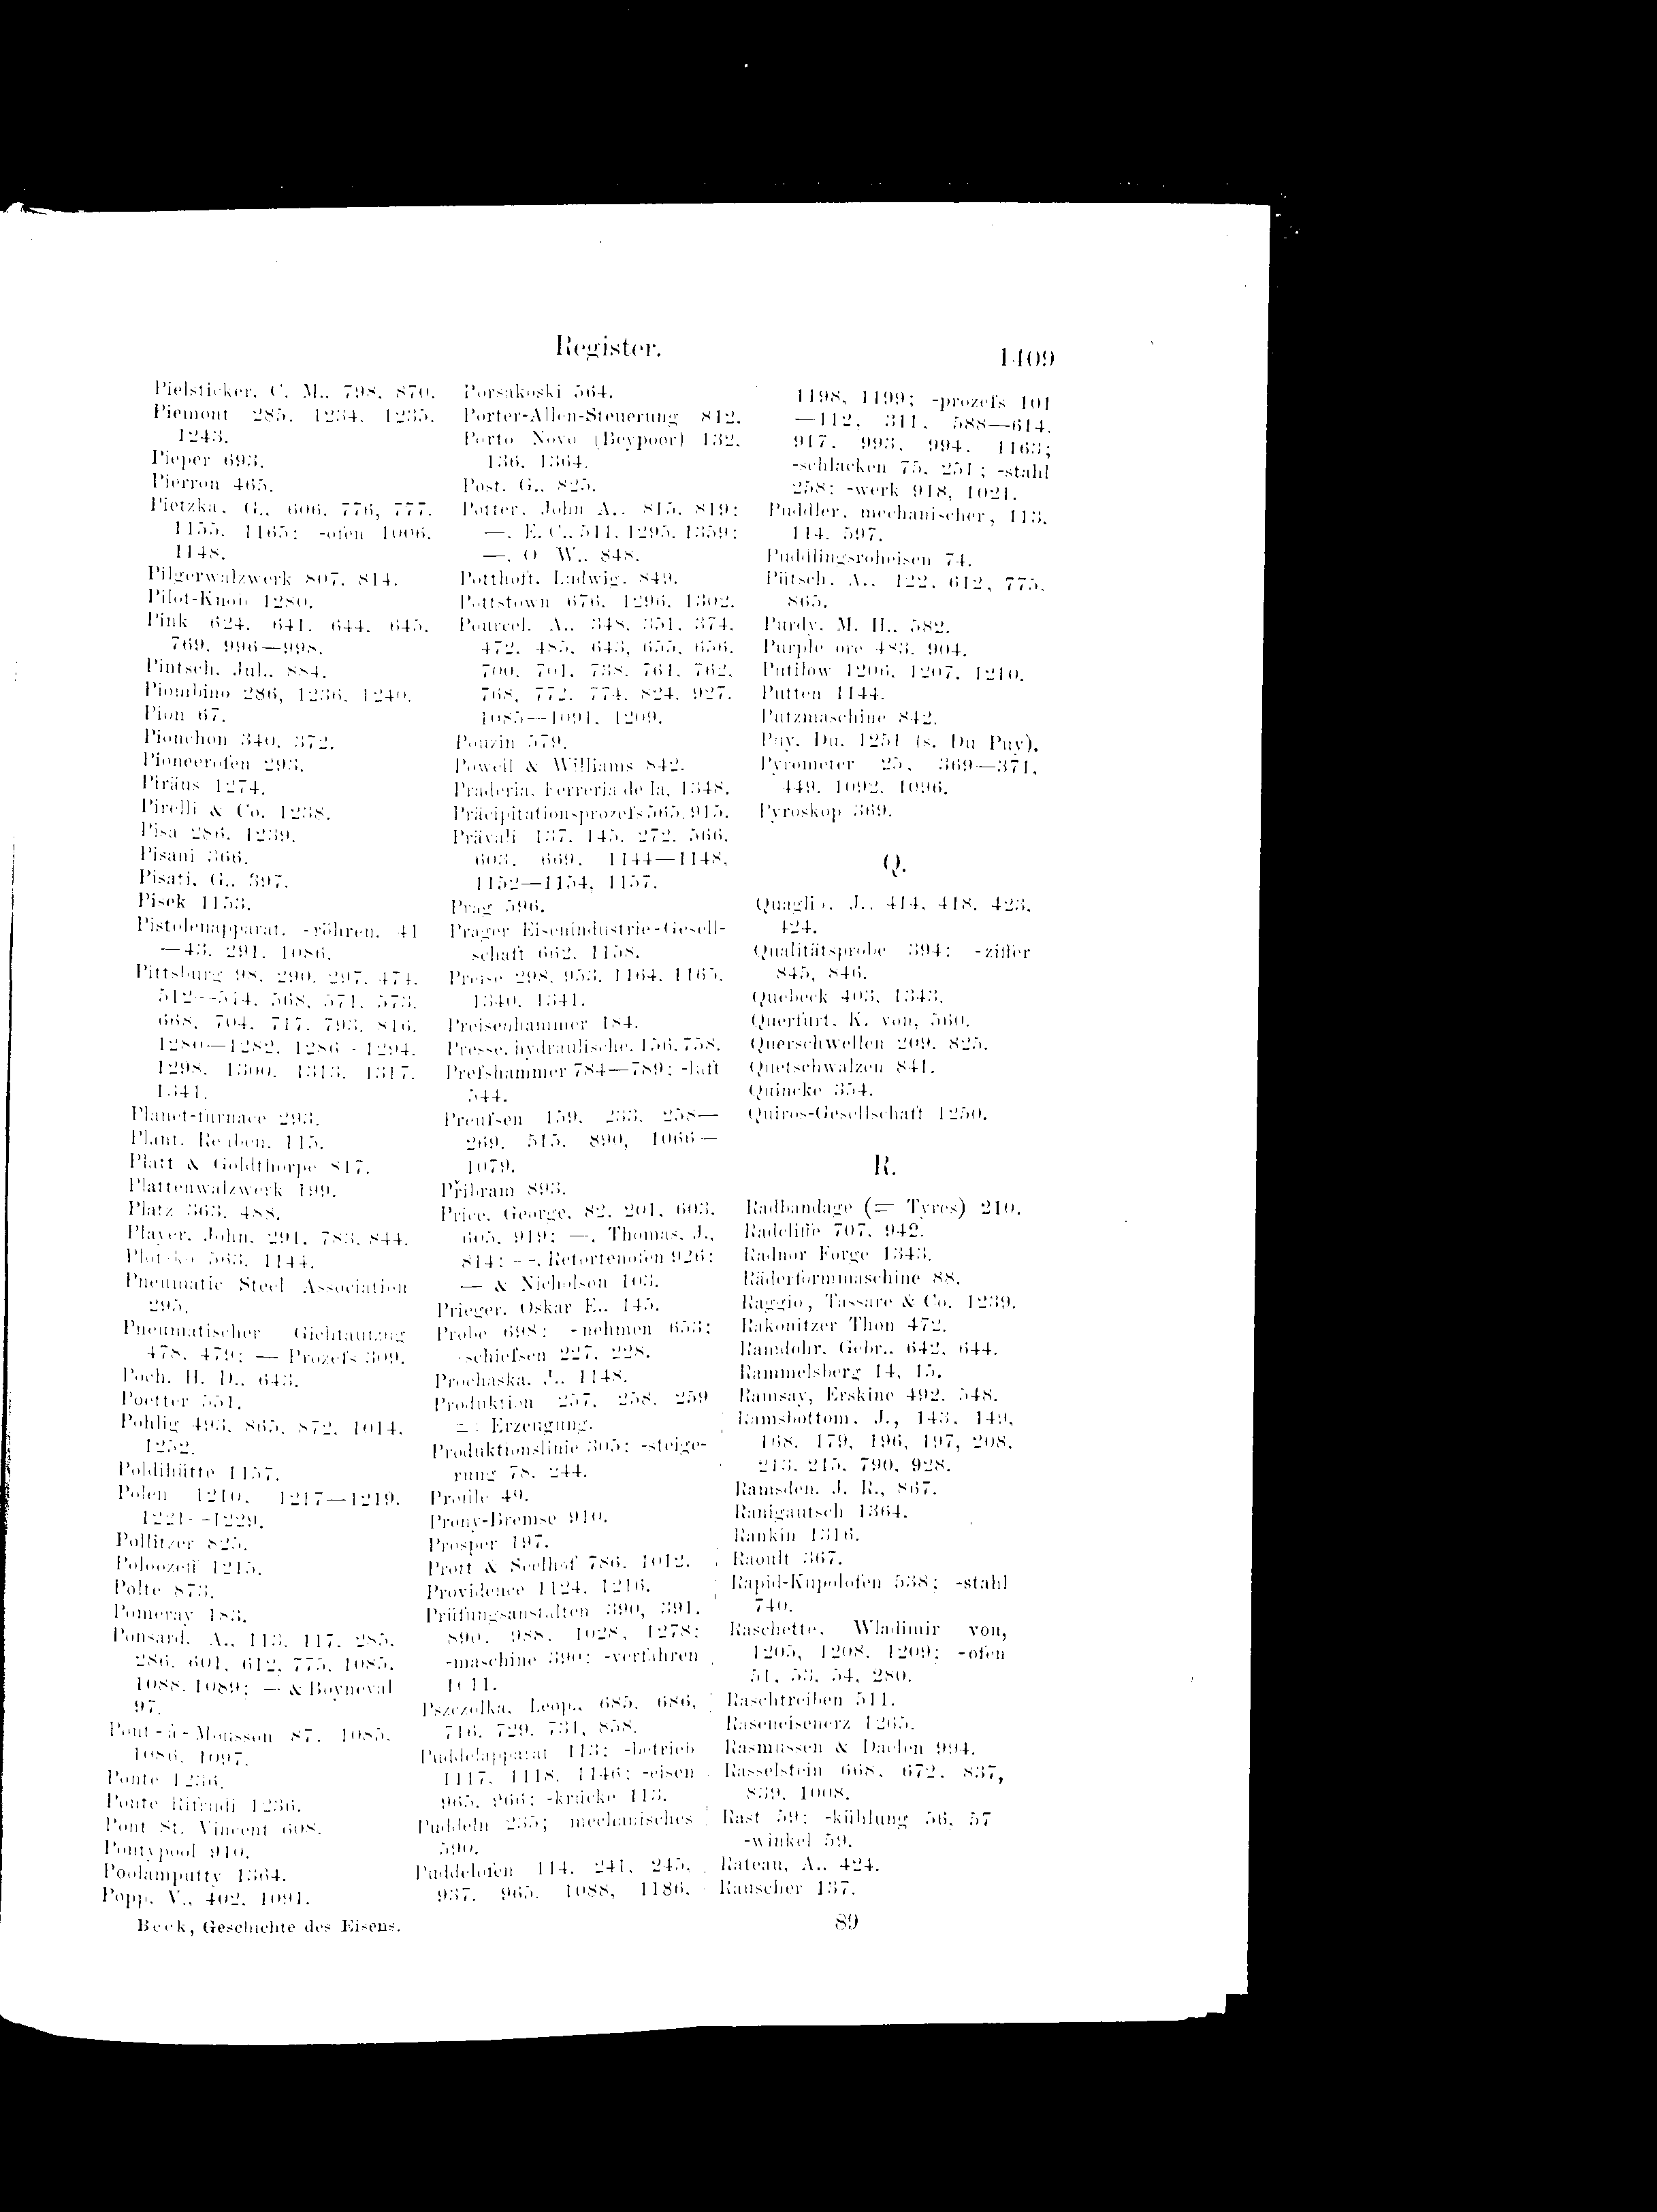 Register.
1409
Pielsticker, C. M., 798, 870.
Piemont 285, 1234, 1235,
1243.
Pieper 693.
Pierron 465.
Pietzka, G., 606, 776, 777,
1155, 1165; -ofen 1006,
1148.
Pilgerwalzwerk 807, 814.
Pilot-Knob 1280.
Pink 624, 641, 644, 645,
769, 996—998.
Pintsch, Jul., 884.
Piombino 286, 1236, 1240.
Pion 67.
Pionchon 340, 372.
Pioneerofen 293.
Piräus 1274.
Pirelli & Co. 1238.
Pisa 286, 1239.
Pisani 366.
Pisati, G., 397.
Pisek 1153.
Pistolenapparat, -röhren, 41
—43, 291, 1086.
Pittsburg 98, 290, 297, 474,
512—514, 568, 571, 573,
668, 704, 717, 793, 816,
1280—1282, 1286—1294,
1298, 1300, 1313, 1317,
1341.
Planet-furnace 293.
Plant, Reuben, 115.
Platt & Goldthorpe 817.
Plattenwalzwerk 199.
Platz 363, 488.
Player, John, 291, 783, 844.
563, 1144.
Pneumatic Steel Association
295.
Pneumatischer Gichtaufzug
478, 479; — Prozeſs 309.
Poch, H. D., 643.
Poetter 551.
Pohlig 493, 865, 872, 1014,
1252.
Poldihütte 1157.
Polen 1210, 1217—1219,
1221—1229.
Pollitzer 825.
Poloozeff 1215.
Polte 873.
Pomeray 183.
Ponsard, A., 113, 117, 285,
286, 601, 612, 775, 1085,
1088, 1089; — & Boyneval
97.
Pont-à-Mousson 87, 1085,
1086, 1097.
Ponte 1236.
Ponte Rifredi 1236.
Pont St. Vincent 608.
Pontypool 910.
Poolamputty 1364.
Popp, V., 402, 1091.
Porsakoski 564.
Porter-Allen-Steuerung 812.
Porto Novo (Beypoor) 132,
136, 1364.
Post, G., 825.
Potter, John A., 815, 819;
—, E. C., 511, 1295, 1359;
—, O. W., 848.
Potthoff, Ludwig, 849.
Pottstown 676, 1296, 1302.
Pourcel, A., 348, 351, 374,
472, 485, 643, 655, 656,
700, 701, 738, 761, 762,
768, 772, 774, 824, 927,
1085—1091, 1209.
Pouzin 579.
Powell & Williams 842.
Praderia, Ferreria de la, 1348.
Präcipitationsprozeſs 565, 915.
Prävali 137, 145, 272, 566,
603, 669, 1144—1148,
1152—1154, 1157.
Prag 596.
Prager Eisenindustrie-Gesell-
schaft 662, 1158.
Preise 298, 953, 1164, 1165,
1340, 1341.
Preisenhammer 184.
Presse, hydraulische, 156, 758.
Preſshammer 784—789; -luft
544.
Preuſsen 159, 233, 258—
269, 515, 890, 1066—
1079.
Přibram 893.
Price, George, 82, 201, 603,
605, 919; —, Thomas, J.,
814; —, Retortenofen 926;
— & Nicholson 103.
Prieger, Oskar E., 145.
Probe 698; -nehmen 653;
-schieſsen 227, 228.
Prochaska, J., 1148.
Produktion 257, 258, 259
= Erzeugung.
Produktionslinie 305; -steige-
rung 78, 244.
Profile 49.
Prony-Bremse 910.
Prosper 197.
Prött & Seelhof 786, 1012.
Providence 1124, 1216.
Prüfungsanstalten 390, 391,
890, 988, 1028, 1278;
-maschine 390; -verfahren
1011.
Pszczolka, Leop., 685, 686,
716, 729, 731, 858.
Puddelapparat 113; -betrieb
1117, 1118, 1146; -eisen
965, 966; -krücke 113.
Puddeln 235; mechanisches
590.
Puddelofen 114, 241, 245,
937, 965, 1088, 1186,
1198, 1199; -prozeſs 101
—112, 311, 588—614,
917, 993, 994, 1163;
-schlacken 75, 251; -stahl
258; -werk 918, 1021.
Puddler, mechanischer, 113,
114, 597.
Puddlingsroheisen 74.
Pütsch, A., 122, 612, 775,
865.
Purdy, M. H., 582.
Purple ore 483, 904.
Putilow 1206, 1207, 1210.
Putten 1144.
Putzmaschine 842.
Puy, Du, 1251 (s. Du Puy).
Pyrometer 25, 369—371,
449, 1092, 1096.
Pyroskop 369.
Q.
Quaglio, J., 414, 418, 423,
424.
Qualitätsprobe 394; -ziffer
845, 846.
Quebeck 403, 1343.
Querfurt, K. von, 560.
Querschwellen 209, 825.
Quetschwalzen 841.
Quincke 354.
Quiros-Gesellschaft 1250.
R.
Radbandage (= Tyres) 210.
Radcliffe 707, 942.
Radnor Forge 1343.
Räderformmaschine 88.
Raggio, Tassare & Co. 1239.
Rakonitzer Thon 472.
Ramdohr, Gebr., 642, 644.
Rammelsberg 14, 15.
Ramsay, Erskine 492, 548.
Ramsbottom, J., 143, 149,
168, 179, 196, 197, 208,
213, 215, 790, 928.
Ramsden, J. R., 867.
Ranigautsch 1364.
Rankin 1316.
Raoult 367.
Rapid-Kupolofen 538; -stahl
740.
Raschette, Wladimir von,
1205, 1208, 1209; -ofen
51, 53, 54, 280.
Raschtreiben 511.
Raseneisenerz 1265.
Rasmussen & Daelen 994.
Rasselstein 668, 672, 837,
839, 1008.
Rast 59; -kühlung 56, 57
-winkel 59.
Rateau, A., 424.
Rauscher 137.
Beck, Geschichte des Eisens.
89